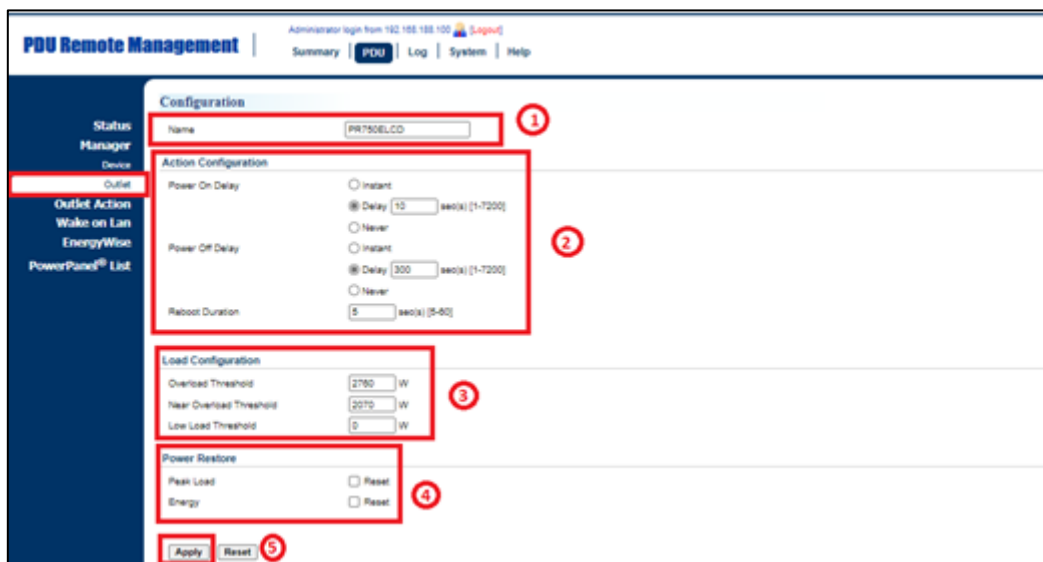 Administrator login from 192.168.188.100 [Logout]
PDU Remote Management
Summary | PDU | Log | System | Help
Configuration
Status
Name PR750ELCD
1
Manager
Device
Action Configuration
Outlet
Power On Delay Instant
Outlet Action
Delay 10 sec(s) [1-7200]
Wake on Lan
Never
EnergyWise
Power Off Delay Instant
2
PowerPanel® List
Delay 300 sec(s) [1-7200]
Never
Reboot Duration 5 sec(s) [5-60]
Load Configuration
Overload Threshold 2760 W
Near Overload Threshold 2070 W
3
Low Load Threshold 0 W
Power Restore
Peak Load Reset
4
Energy Reset
Apply Reset 5